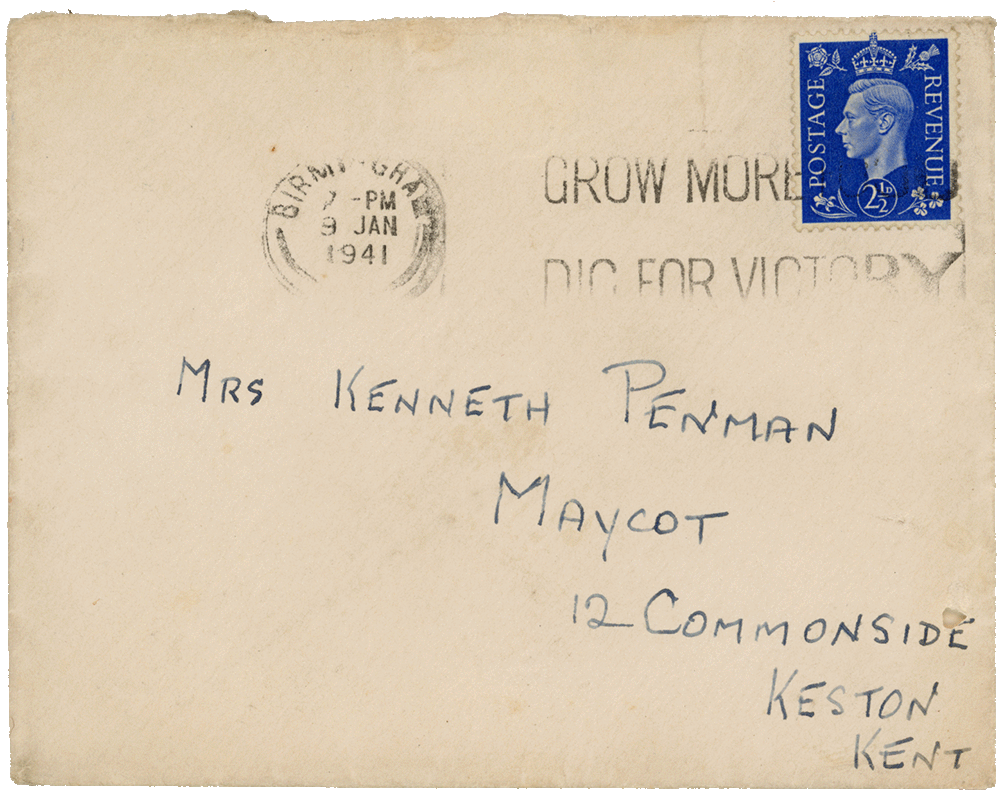 POSTAGE
REVENUE
2½D
BIRMINGHAM
7 -PM
9 JAN
1941
GROW MORE
DIG FOR VICTORY
MRS KENNETH PENMAN
MAYCOT
12 COMMONSIDE
KESTON
KENT